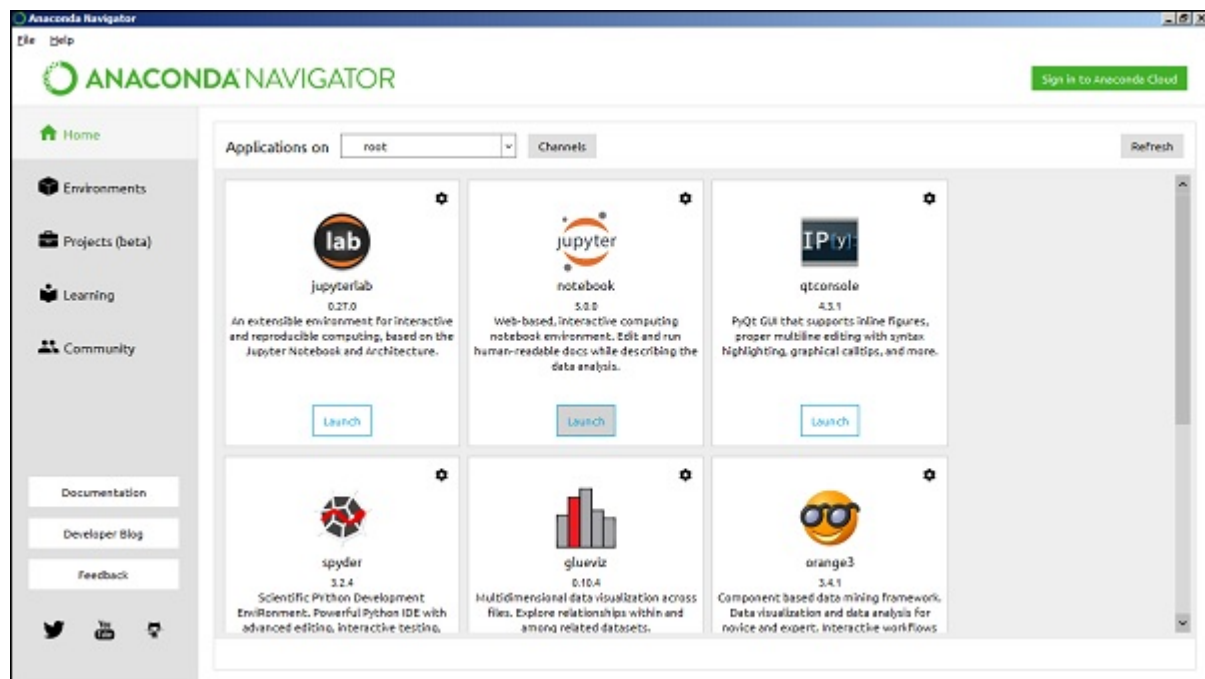 Anaconda Navigator
File Help
ANACONDA NAVIGATOR
Sign in to Anaconda Cloud
Home
Environments
Projects (beta)
Learning
Community
Documentation
Developer Blog
Feedback
You
Tube
Applications on root Channels Refresh
lab
jupyterlab
0.27.0
An extensible environment for interactive
and reproducible computing, based on the
Jupyter Notebook and Architecture.
Launch
jupyter
notebook
5.0.0
Web-based, interactive computing
notebook environment. Edit and run
human-readable docs while describing the
data analysis.
Launch
IP[y]:
qtconsole
4.3.1
PyQt GUI that supports inline figures,
proper multiline editing with syntax
highlighting, graphical calltips, and more.
Launch
spyder
3.2.4
Scientific PYthon Development
EnviRonment. Powerful Python IDE with
advanced editing, interactive testing,
glueviz
0.10.4
Multidimensional data visualization across
files. Explore relationships within and
among related datasets.
orange3
3.4.1
Component based data mining framework.
Data visualization and data analysis for
novice and expert. Interactive workflows